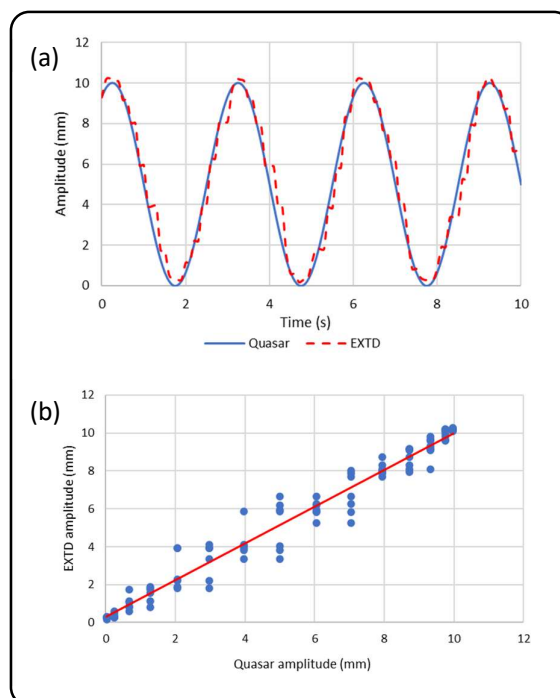 (a)
12
10
8
6
4
2
0
Amplitude (mm)
0 2 4 6 8 10
Time (s)
Quasar EXTD
(b)
12
10
8
6
4
2
0
EXTD amplitude (mm)
0 2 4 6 8 10 12
Quasar amplitude (mm)